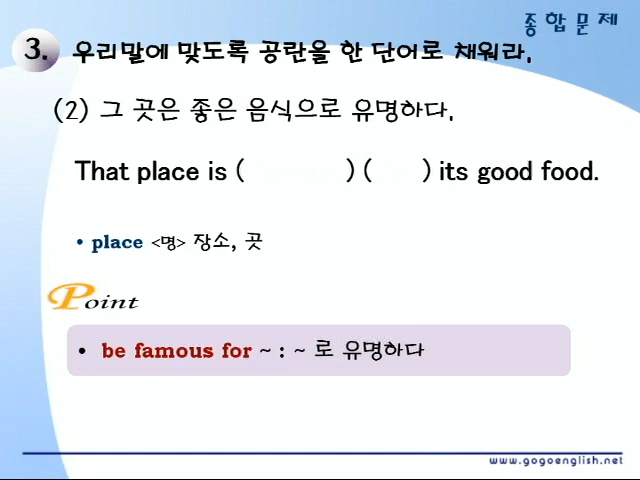 종합문제
3. 우리말에 맞도록 공란을 한 단어로 채워라.
(2) 그 곳은 좋은 음식으로 유명하다.
That place is (          ) (     ) its good food.
• place <명> 장소, 곳
Point
• be famous for ~ : ~ 로 유명하다
www.gogoenglish.net